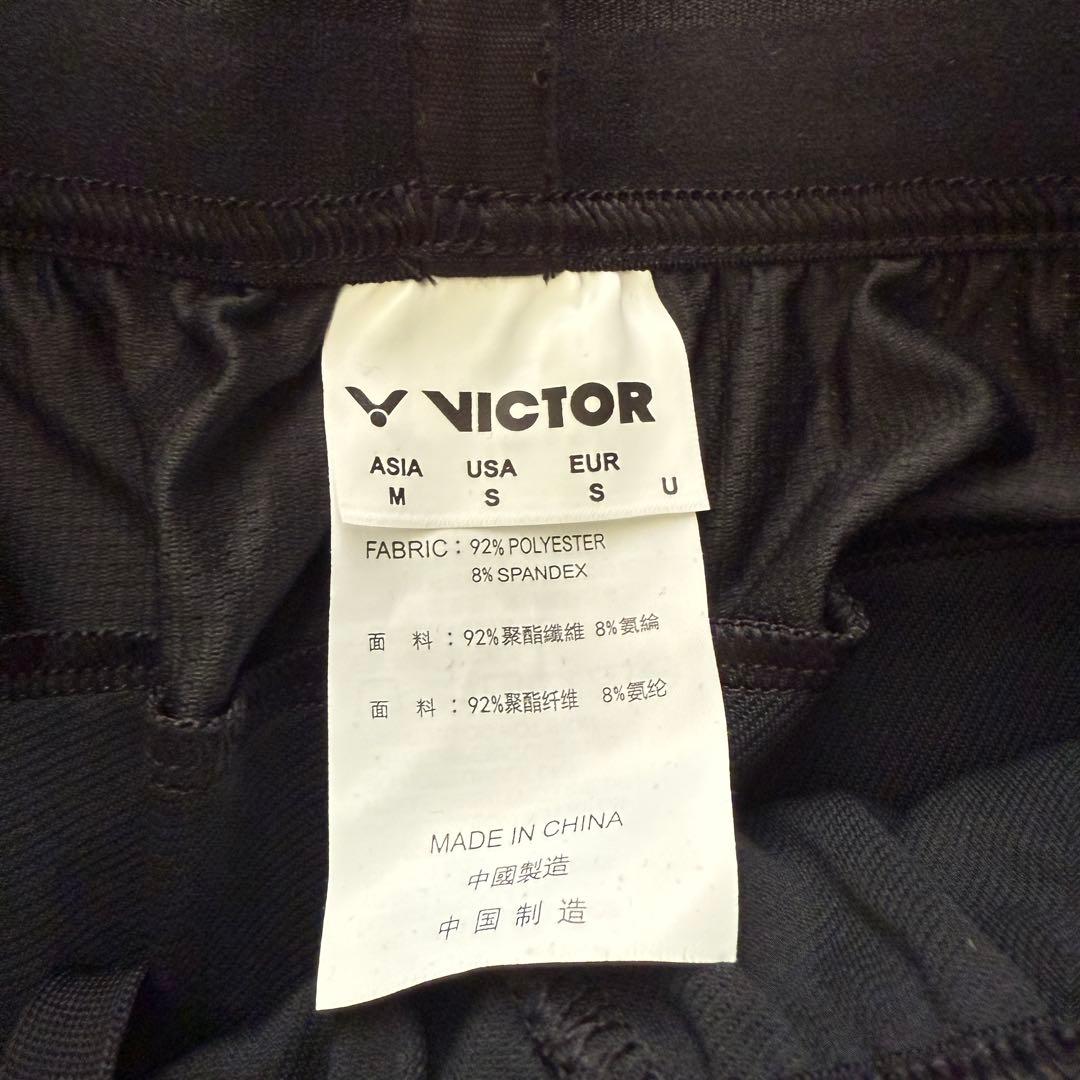 VICTOR
ASIA USA EUR
M S S U
FABRIC : 92% POLYESTER
8% SPANDEX
面 料 : 92%聚酯纖維 8%氨綸
面 料 : 92%聚酯纤维 8%氨纶
MADE IN CHINA
中國製造
中国制造